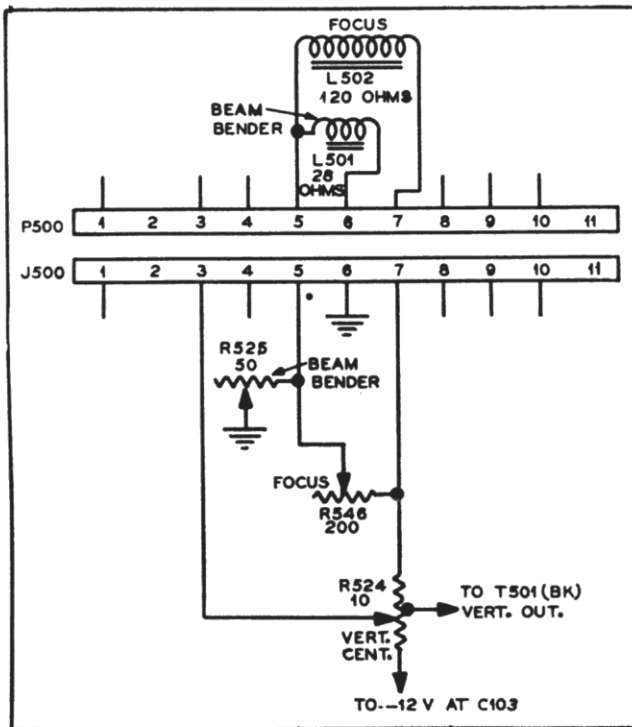 FOCUS
L502
120 OHMS
BEAM
BENDER
L501
28
OHMS
P500 1 2 3 4 5 6 7 8 9 10 11
J500 1 2 3 4 5 6 7 8 9 10 11
R525
50
BEAM
BENDER
FOCUS
R546
200
R524
10
TO T501(BK)
VERT. OUT.
VERT.
CENT.
TO--12 V AT C103